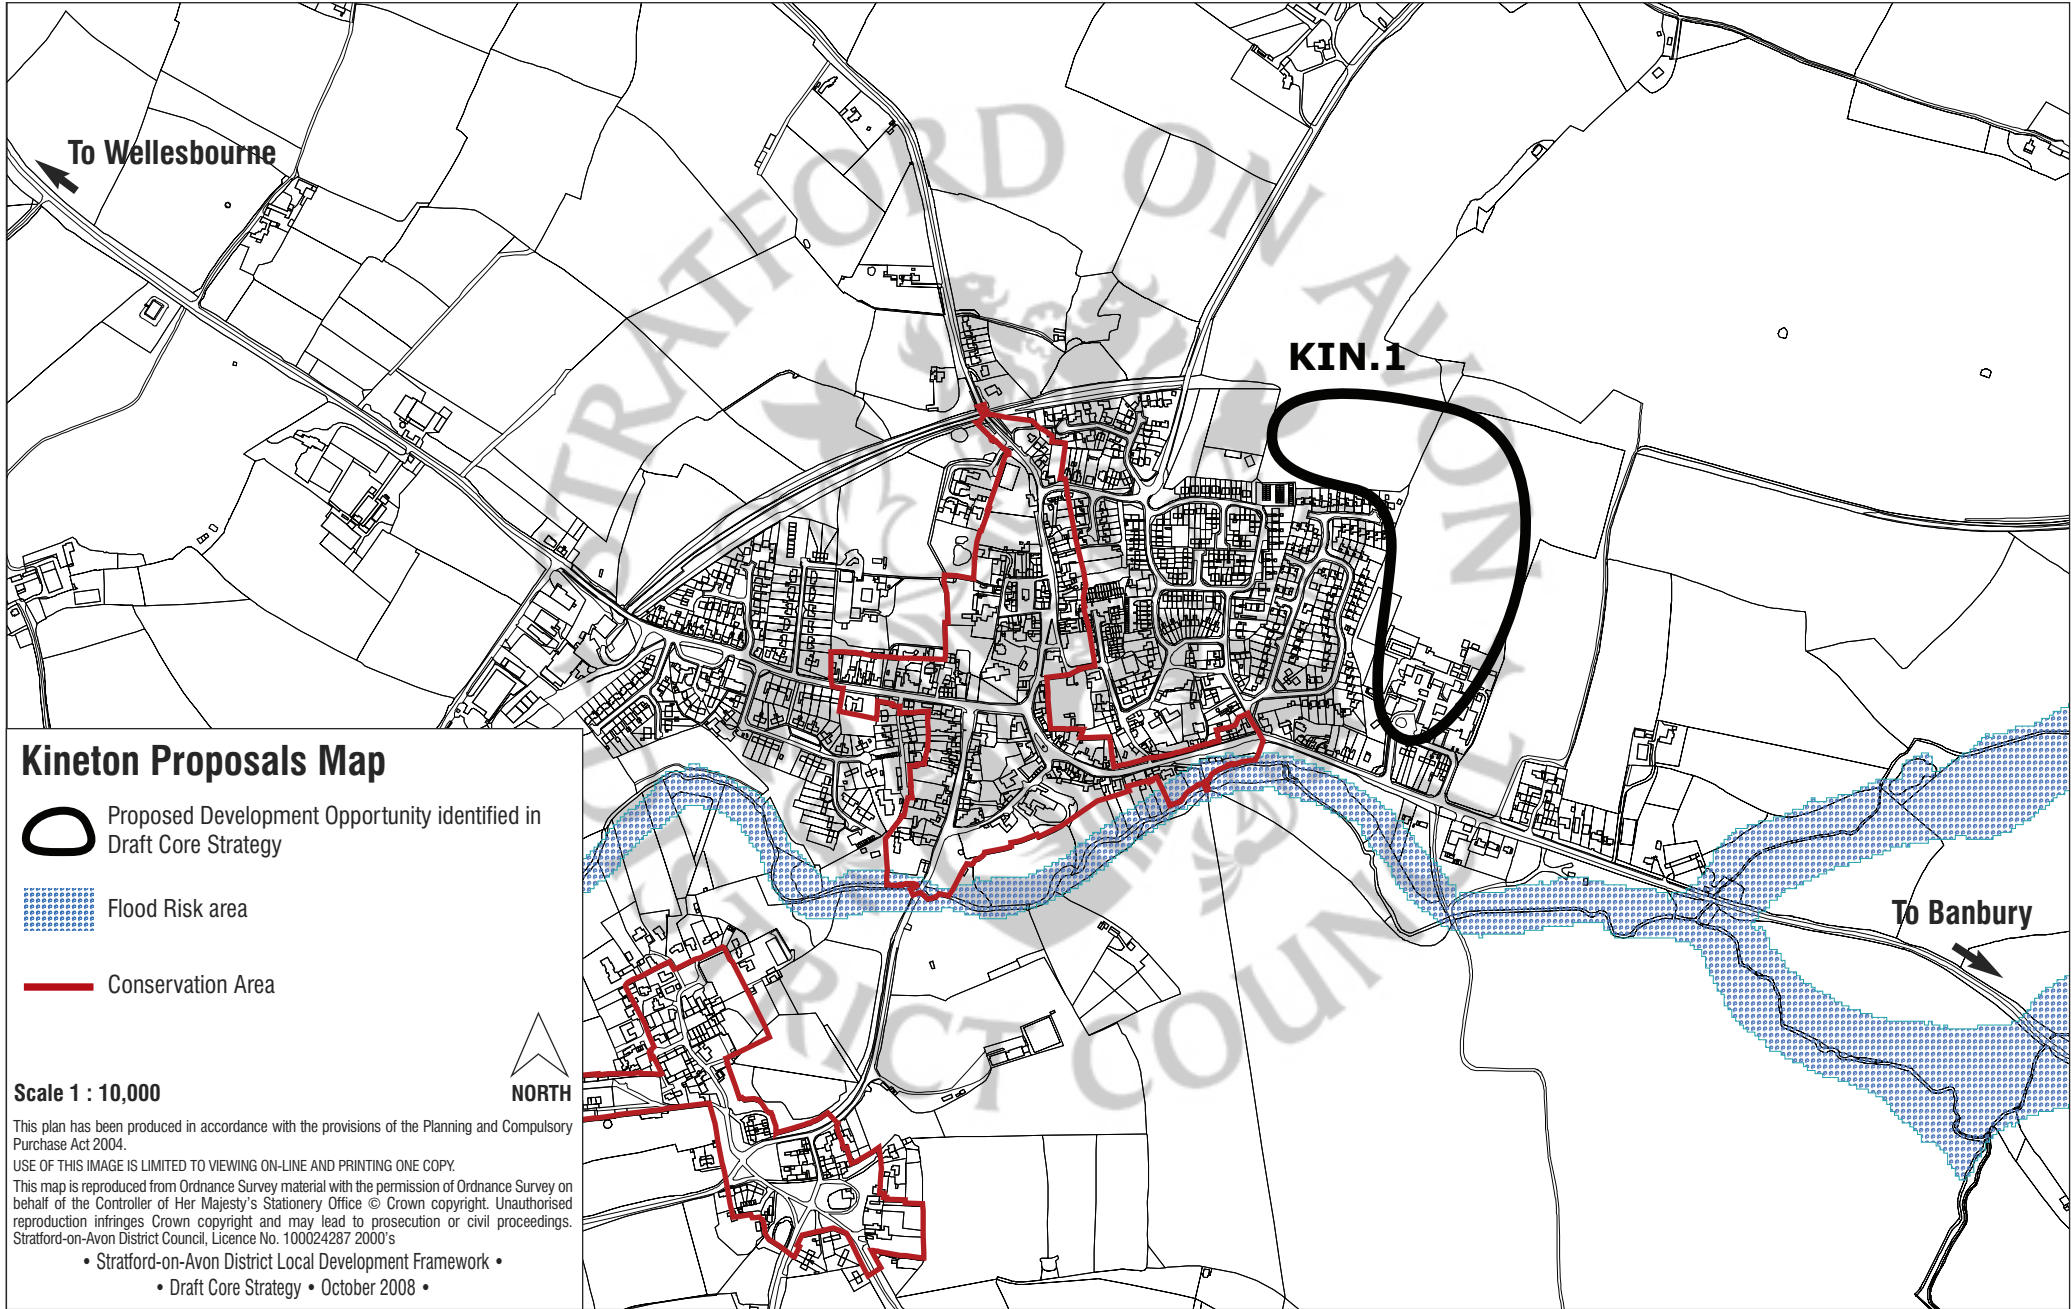 To Wellesbourne
KIN.1
To Banbury
STRATFORD ON AVON
DISTRICT COUNCIL
Kineton Proposals Map
Proposed Development Opportunity identified in
Draft Core Strategy
Flood Risk area
Conservation Area
Scale 1 : 10,000
NORTH
This plan has been produced in accordance with the provisions of the Planning and Compulsory
Purchase Act 2004.
USE OF THIS IMAGE IS LIMITED TO VIEWING ON-LINE AND PRINTING ONE COPY.
This map is reproduced from Ordnance Survey material with the permission of Ordnance Survey on
behalf of the Controller of Her Majesty's Stationery Office © Crown copyright. Unauthorised
reproduction infringes Crown copyright and may lead to prosecution or civil proceedings.
Stratford-on-Avon District Council, Licence No. 100024287 2000's
• Stratford-on-Avon District Local Development Framework •
• Draft Core Strategy • October 2008 •